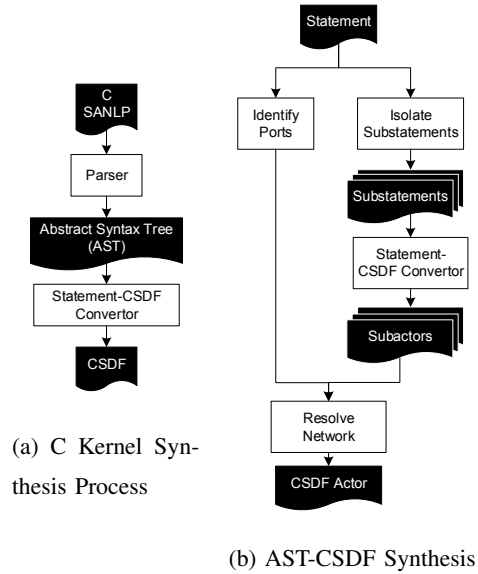 C
SANLP
Parser
Abstract Syntax Tree
(AST)
Statement-CSDF
Convertor
CSDF
(a) C Kernel Syn-
thesis Process
Statement
Identify
Ports
Isolate
Substatements
Substatements
Statement-
CSDF Convertor
Subactors
Resolve
Network
CSDF Actor
(b) AST-CSDF Synthesis